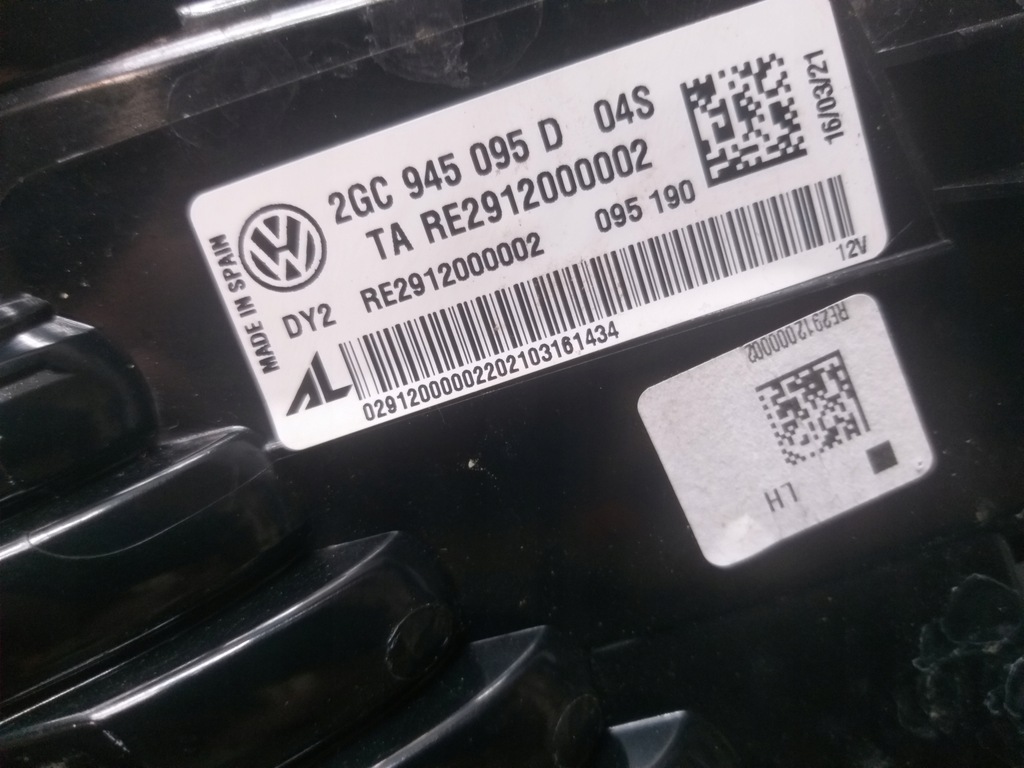 2GC 945 095 D 04S
16/03/21
TA RE2912000002
MADE IN SPAIN
DY2 RE2912000002 095 190
12V
AL
02912000002202103161434
RE2912000002
LH